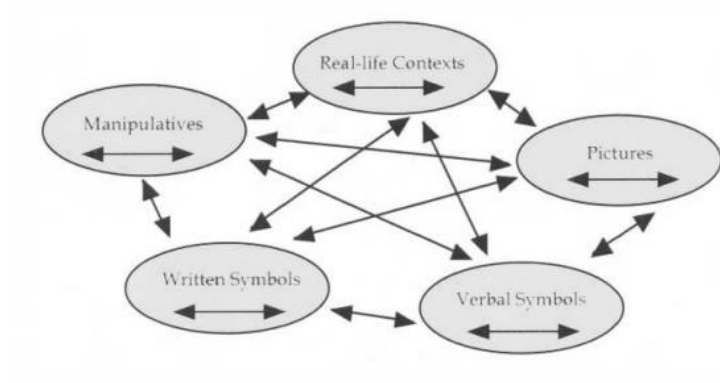 Real-life Contexts
Manipulatives
Pictures
Written Symbols
Verbal Symbols